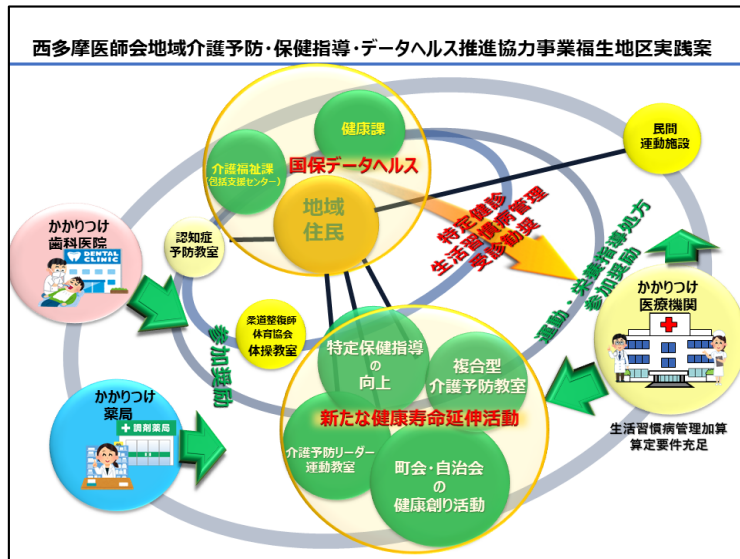 西多摩医師会地域介護予防・保健指導・データヘルス推進協力事業福生地区実践案
健康課
介護福祉課
(包括支援センター)
国保データヘルス
地域
住民
民間
運動施設
特定健診
生活習慣病管理
受診勧奨
かかりつけ
歯科医院
DENTAL
CLINIC
認知症
予防教室
運動・栄養指導処方
参加奨励
かかりつけ
医療機関
柔道整復師
体育協会
体操教室
参加奨励
特定保健指導
の
向上
複合型
介護予防教室
かかりつけ
薬局
調剤薬局
新たな健康寿命延伸活動
介護予防リーダー
運動教室
町会・自治会
の
健康創り活動
生活習慣病管理加算
算定要件充足